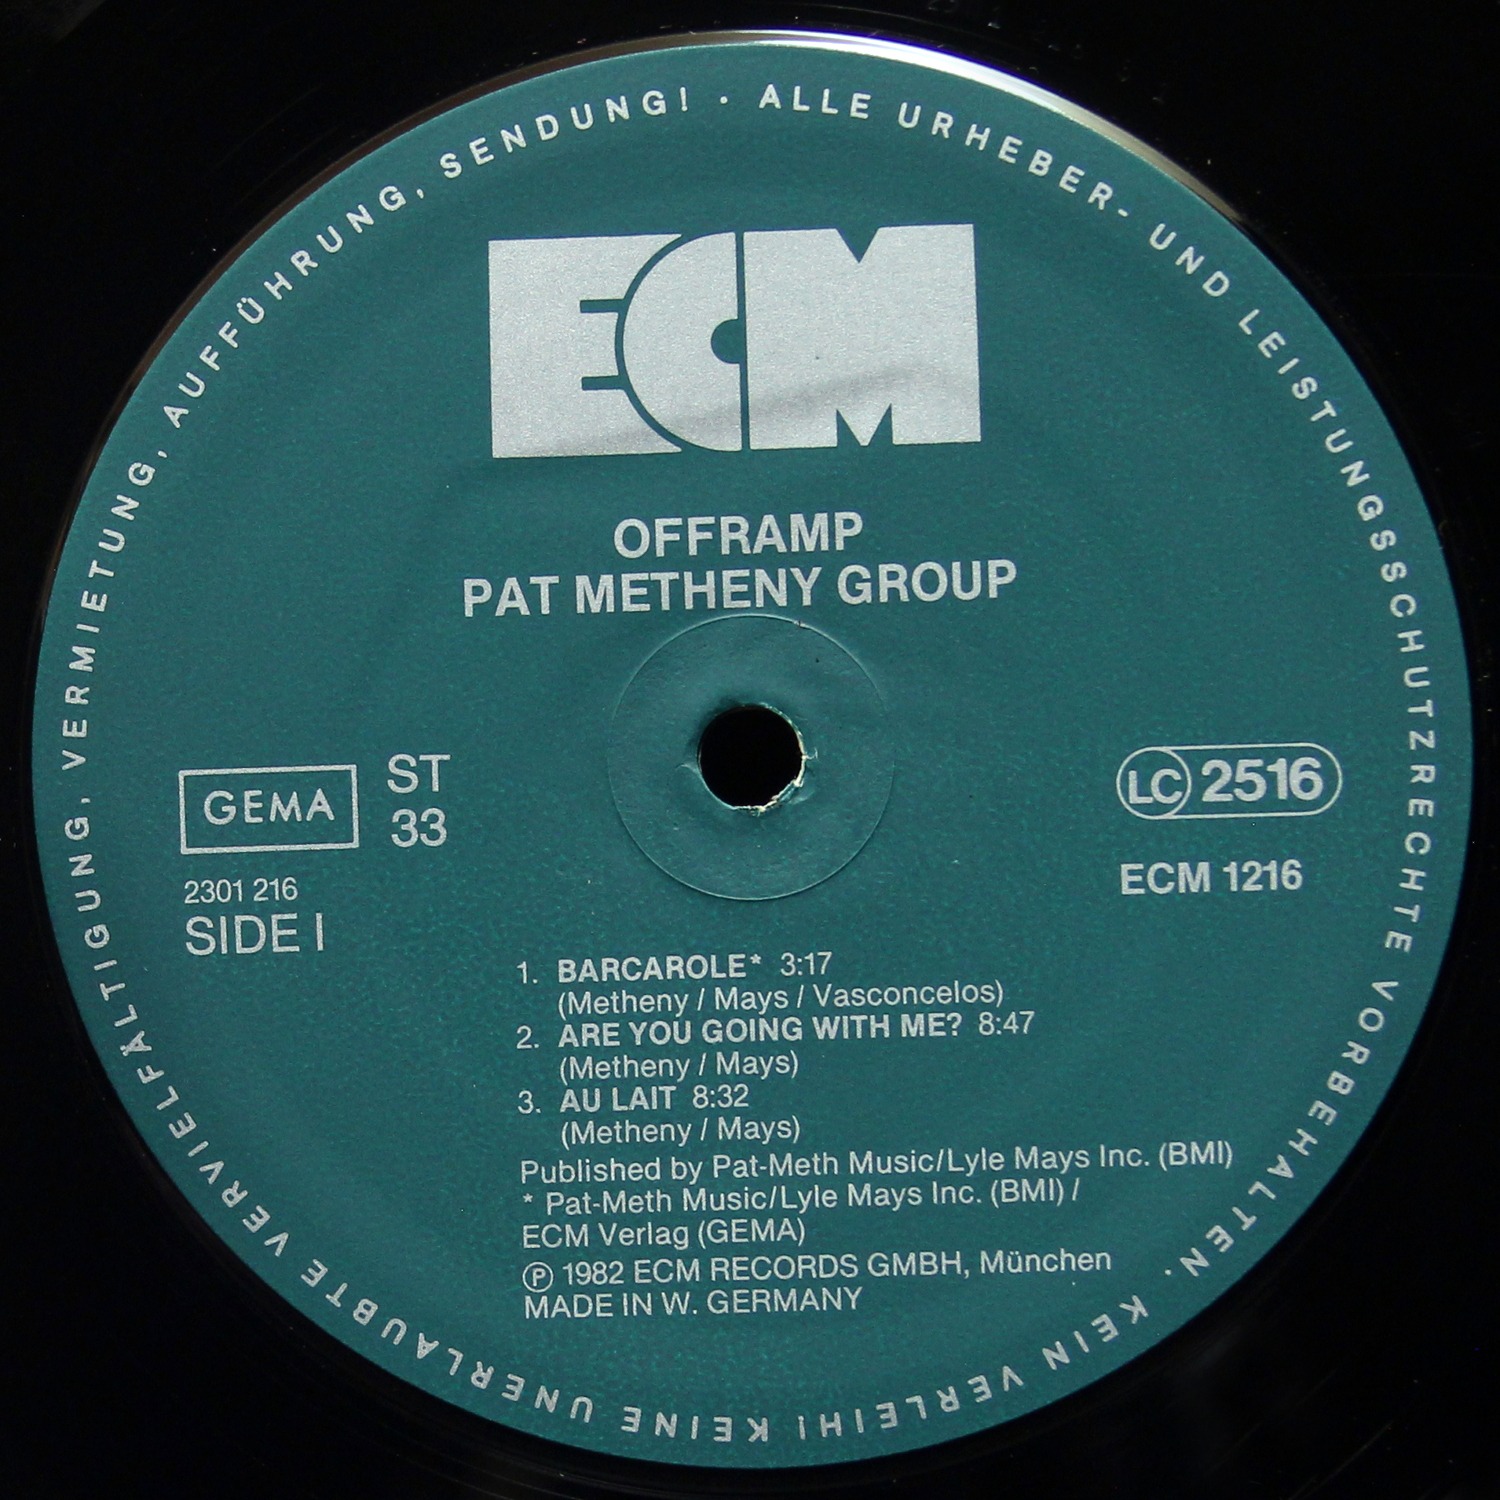 ALLE URHEBER- UND LEISTUNGSSCHUTZRECHTE VORBEHALTEN · KEIN VERLEIH! KEINE UNERLAUBTE VERVIELFÄLTIGUNG, VERMIETUNG, AUFFÜHRUNG, SENDUNG! ·
ECM
OFFRAMP
PAT METHENY GROUP
GEMA
ST
33
2301 216
SIDE I
LC 2516
ECM 1216
1. BARCAROLE* 3:17
(Metheny / Mays / Vasconcelos)
2. ARE YOU GOING WITH ME? 8:47
(Metheny / Mays)
3. AU LAIT 8:32
(Metheny / Mays)
Published by Pat-Meth Music/Lyle Mays Inc. (BMI)
* Pat-Meth Music/Lyle Mays Inc. (BMI) /
ECM Verlag (GEMA)
℗ 1982 ECM RECORDS GMBH, München
MADE IN W. GERMANY